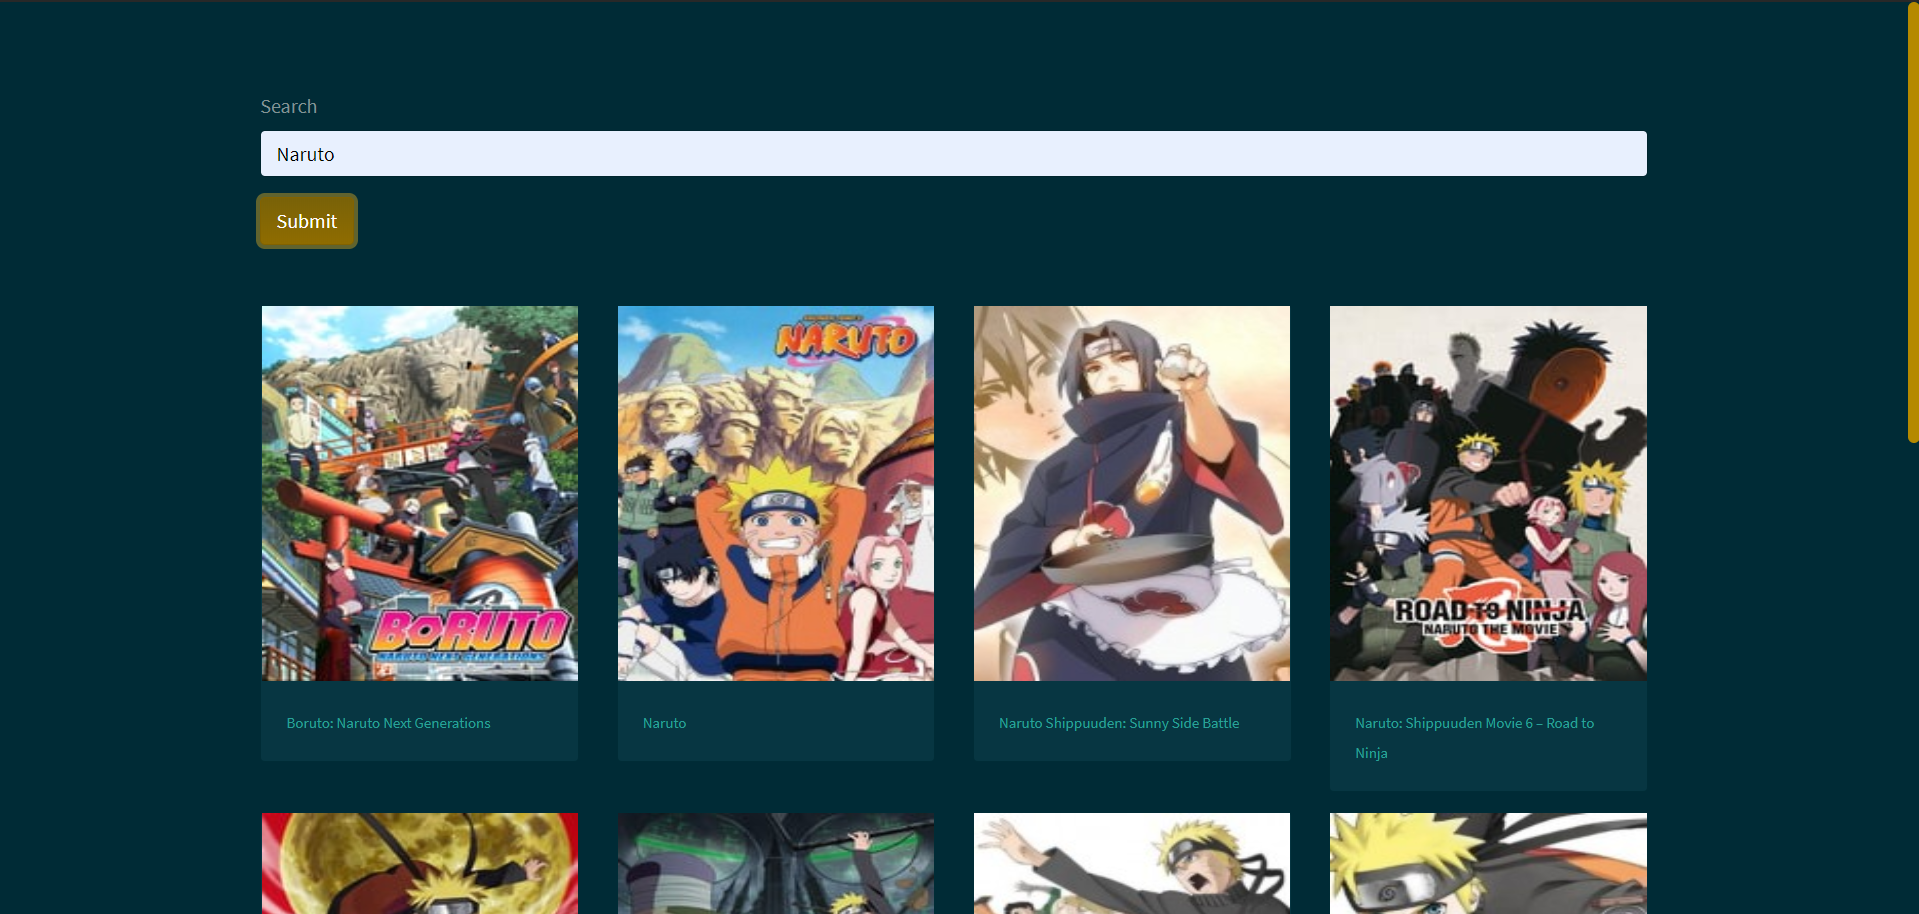 Search
Naruto
Submit
NARUTO
BORUTO
NARUTO NEXT GENERATIONS
ROAD TO NINJA
NARUTO THE MOVIE
Boruto: Naruto Next Generations
Naruto
Naruto Shippuuden: Sunny Side Battle
Naruto: Shippuuden Movie 6 – Road to
Ninja